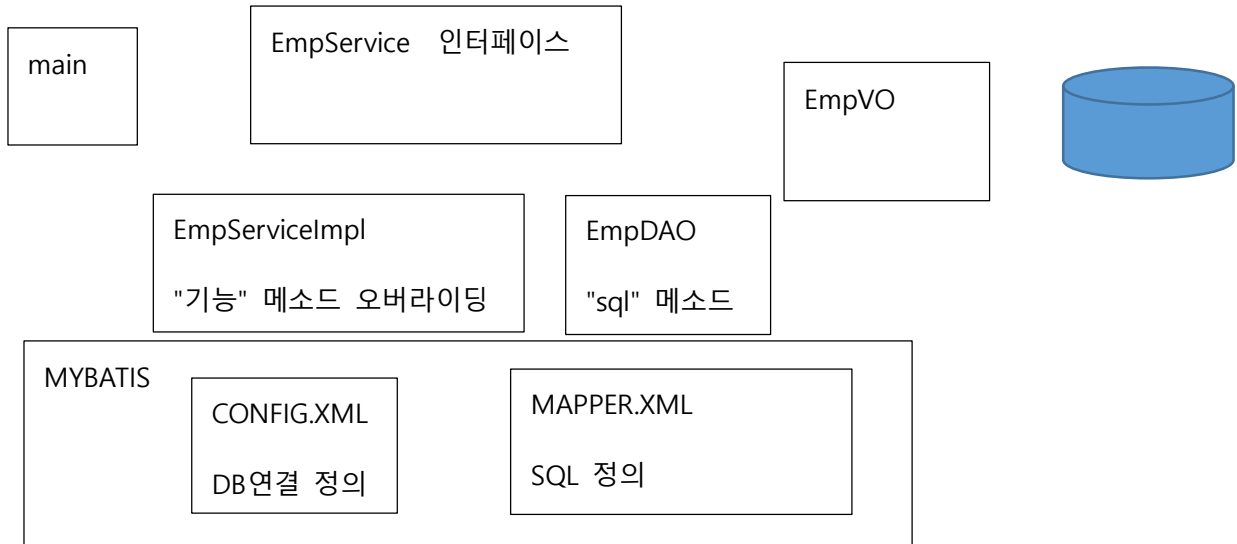 main
EmpService 인터페이스
EmpVO
EmpServiceImpl
"기능" 메소드 오버라이딩
EmpDAO
"sql" 메소드
MYBATIS
CONFIG.XML
DB연결 정의
MAPPER.XML
SQL 정의